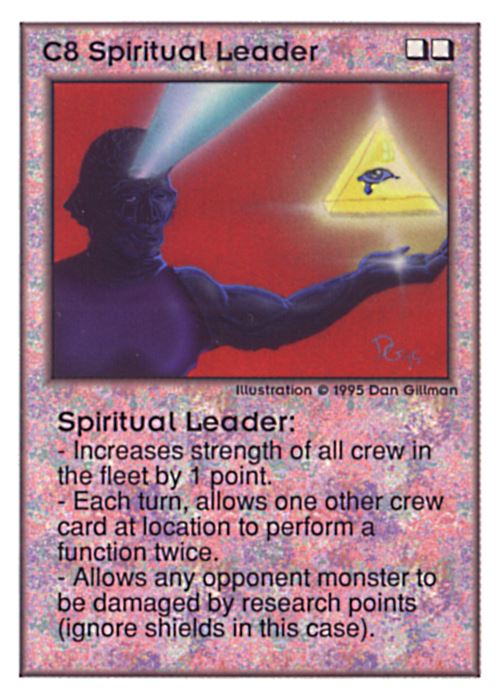 C8 Spiritual Leader
Illustration © 1995 Dan Gillman
Spiritual Leader:
- Increases strength of all crew in
the fleet by 1 point.
- Each turn, allows one other crew
card at location to perform a
function twice.
- Allows any opponent monster to
be damaged by research points
(ignore shields in this case).